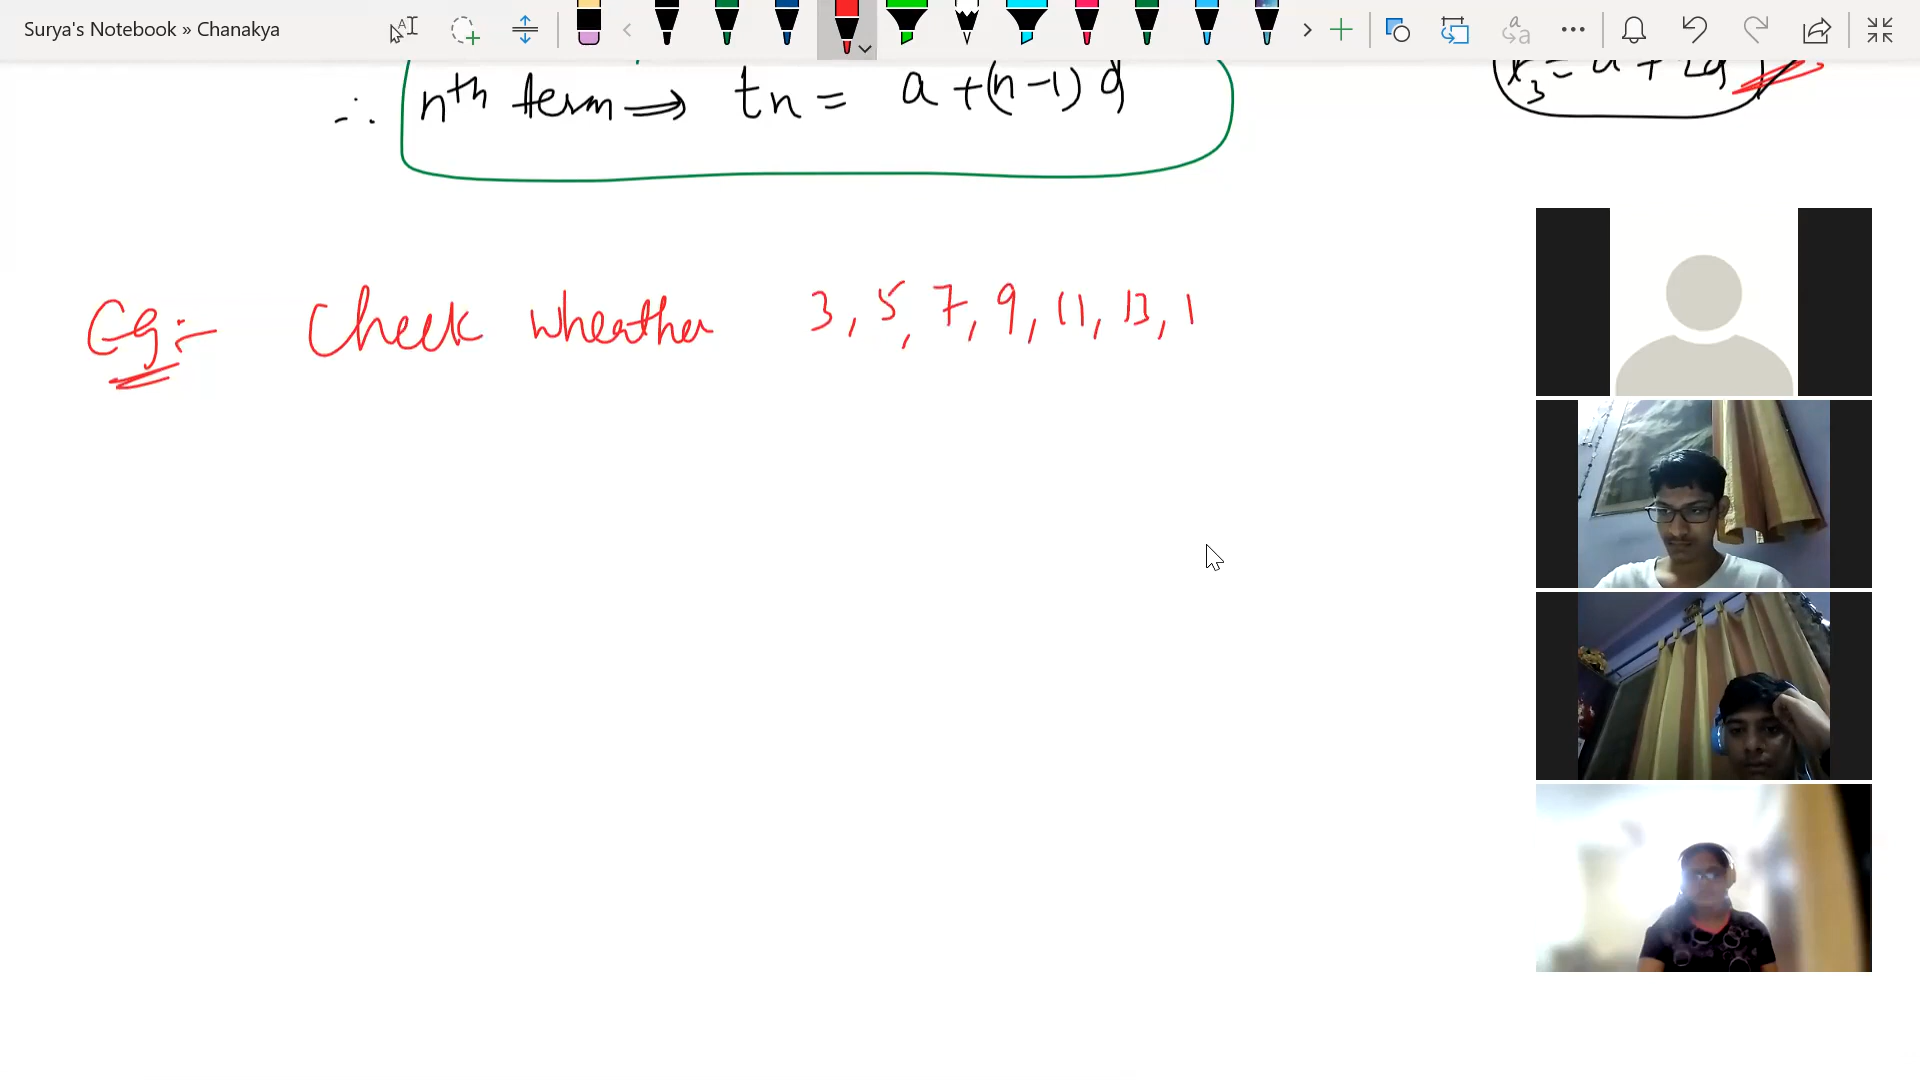 Surya's Notebook » Chanakya
∴ nth term ⟹ tn = a + (n-1) d
Eg:- Check wheather 3, 5, 7, 9, 11, 13, 1